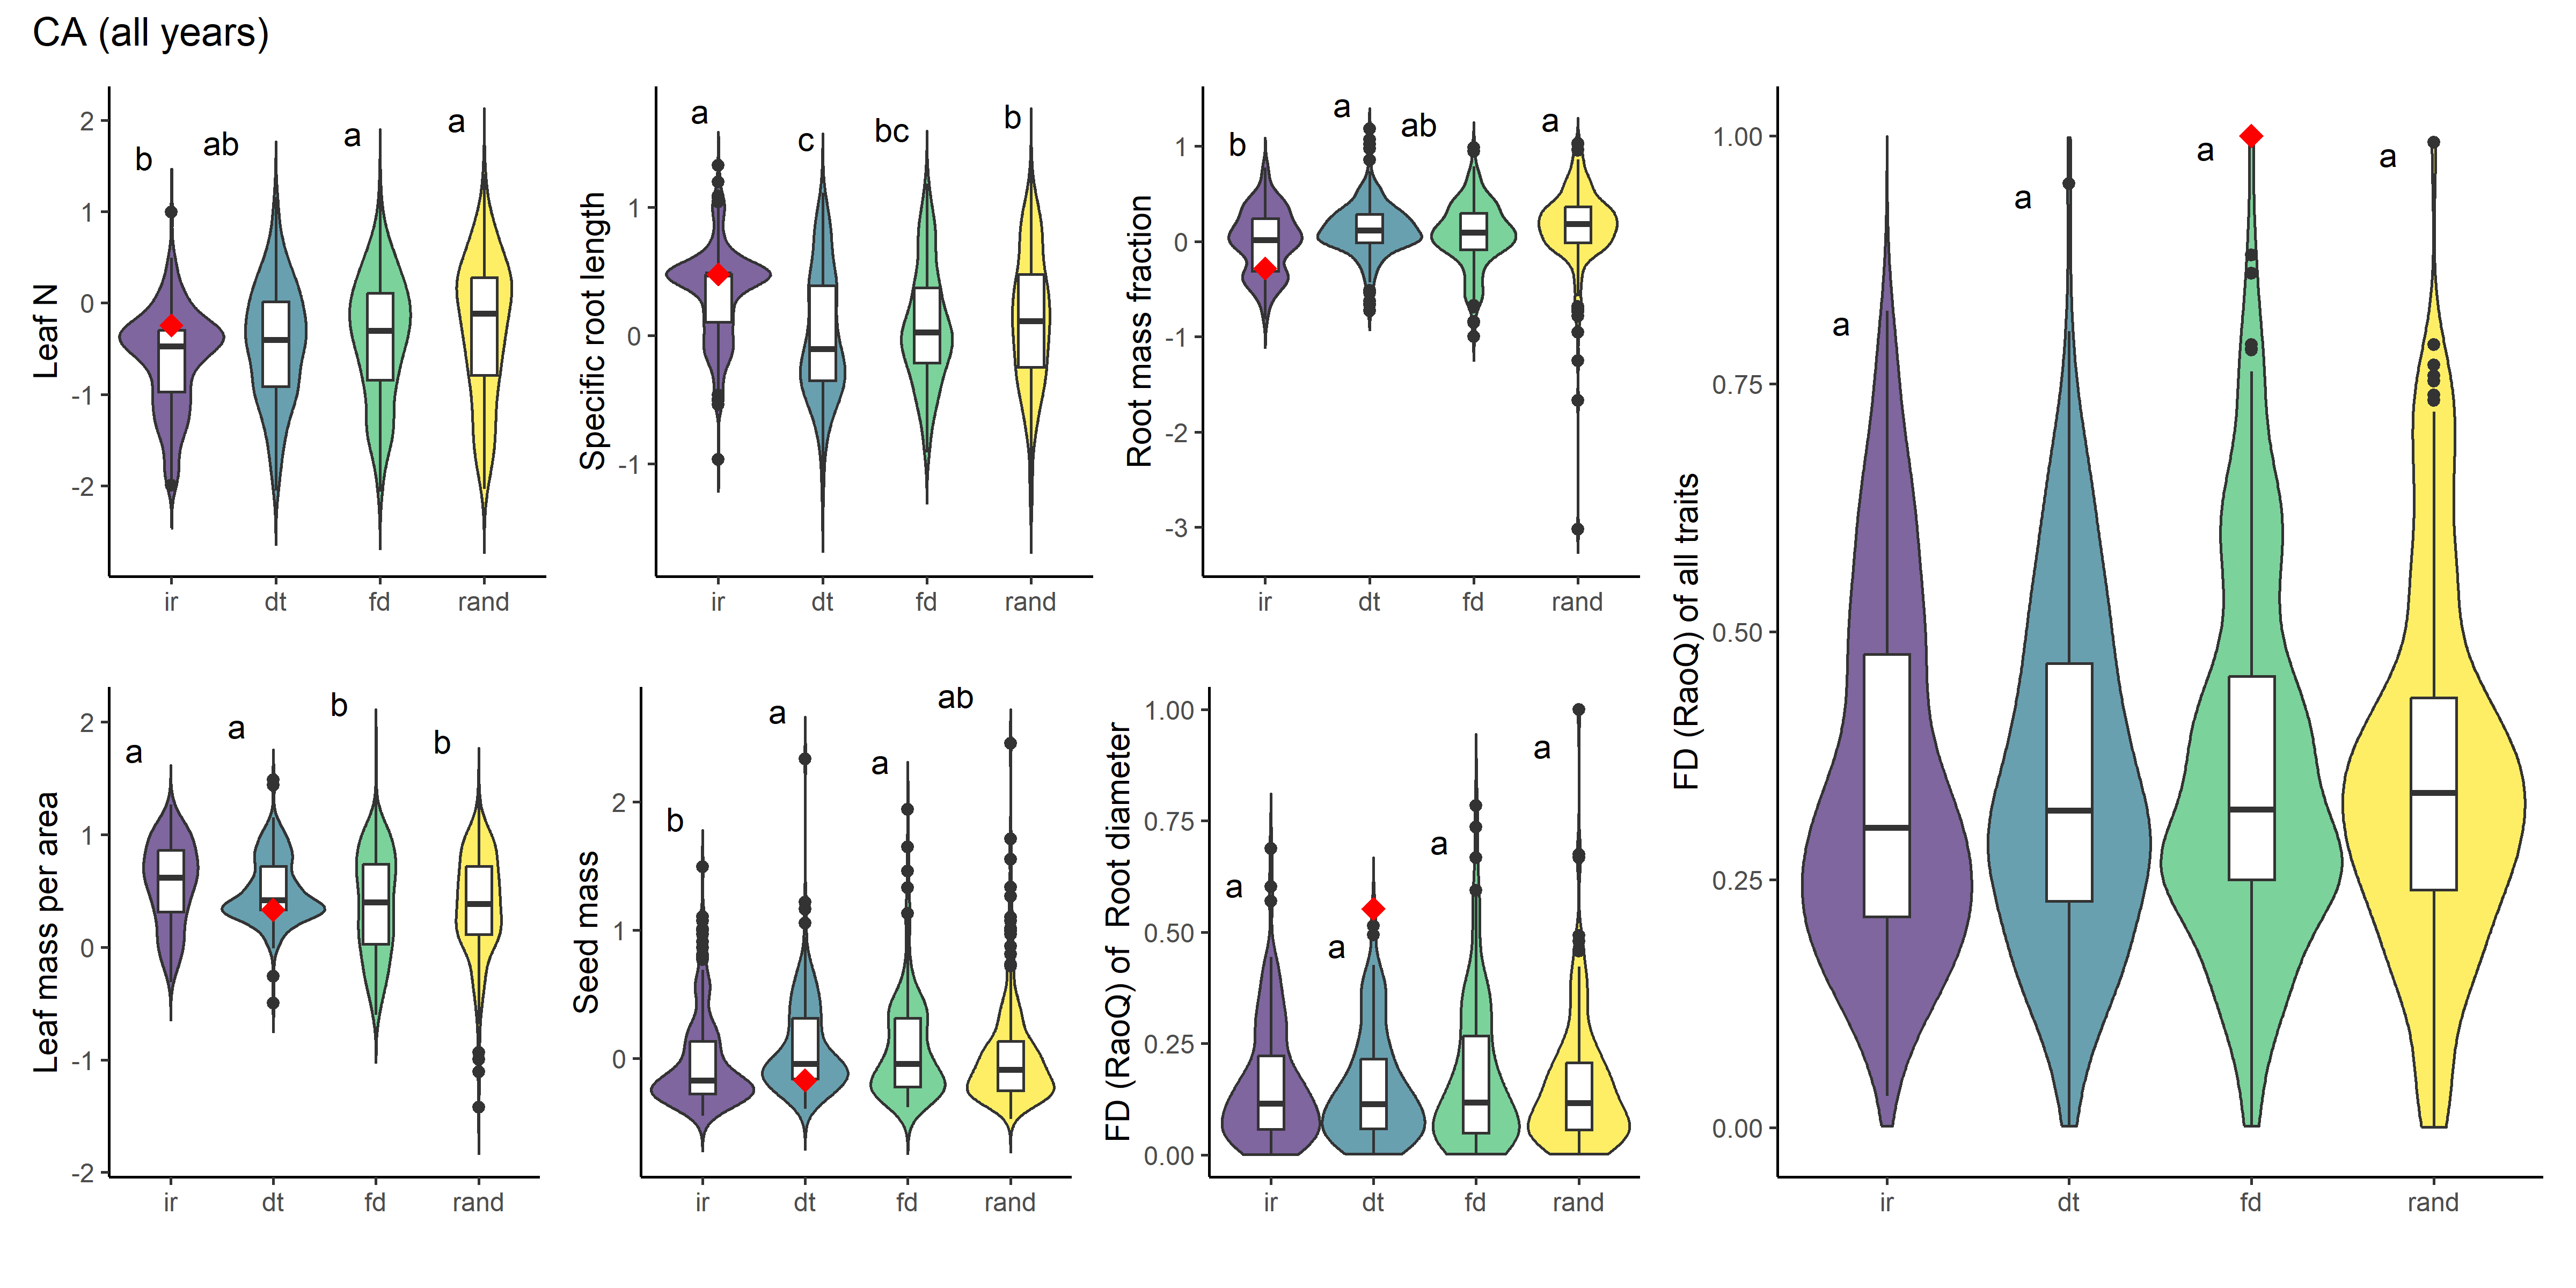 CA (all years)
Leaf N
2
1
0
-1
-2
b
ab
a
a
ir
dt
fd
rand
Specific root length
1
0
-1
a
c
bc
b
ir
dt
fd
rand
Root mass fraction
1
0
-1
-2
-3
b
a
ab
a
ir
dt
fd
rand
Leaf mass per area
2
1
0
-1
-2
a
a
b
b
ir
dt
fd
rand
Seed mass
2
1
0
b
a
a
ab
ir
dt
fd
rand
FD (RaoQ) of Root diameter
1.00
0.75
0.50
0.25
0.00
a
a
a
a
ir
dt
fd
rand
FD (RaoQ) of all traits
1.00
0.75
0.50
0.25
0.00
a
a
a
a
ir
dt
fd
rand